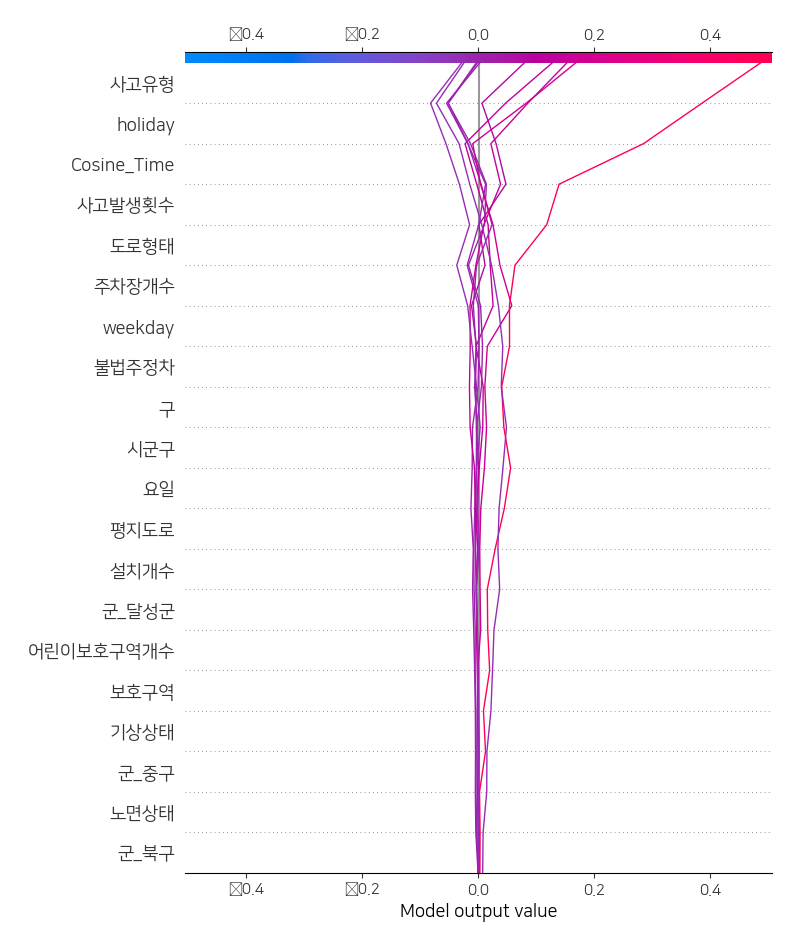 ☒0.4 ☒0.2 0.0 0.2 0.4
사고유형
holiday
Cosine_Time
사고발생횟수
도로형태
주차장개수
weekday
불법주정차
구
시군구
요일
평지도로
설치개수
군_달성군
어린이보호구역개수
보호구역
기상상태
군_중구
노면상태
군_북구
☒0.4 ☒0.2 0.0 0.2 0.4
Model output value